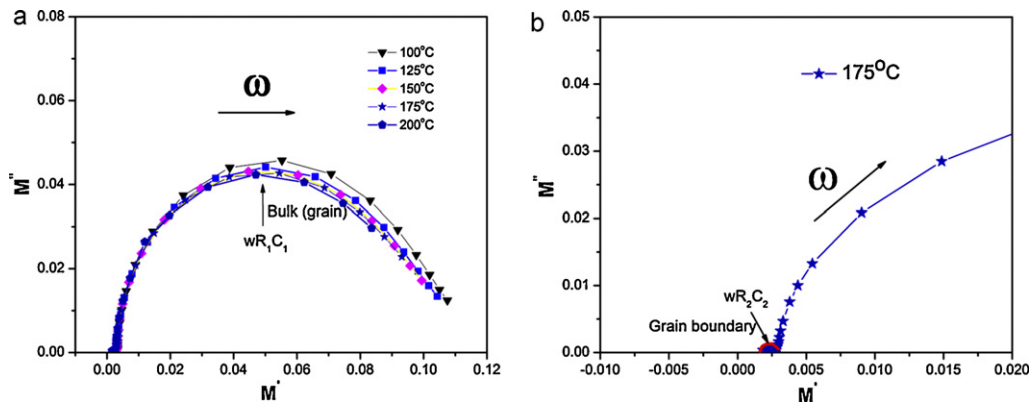 a
0.08
0.06
0.04
0.02
0.00
0.00 0.02 0.04 0.06 0.08 0.10 0.12
M"
M'
ω
100°C
125°C
150°C
175°C
200°C
Bulk (grain)
wR₁C₁
b
0.05
0.04
0.03
0.02
0.01
0.00
-0.010 -0.005 0.000 0.005 0.010 0.015 0.020
M"
M'
175°C
ω
wR₂C₂
Grain boundary